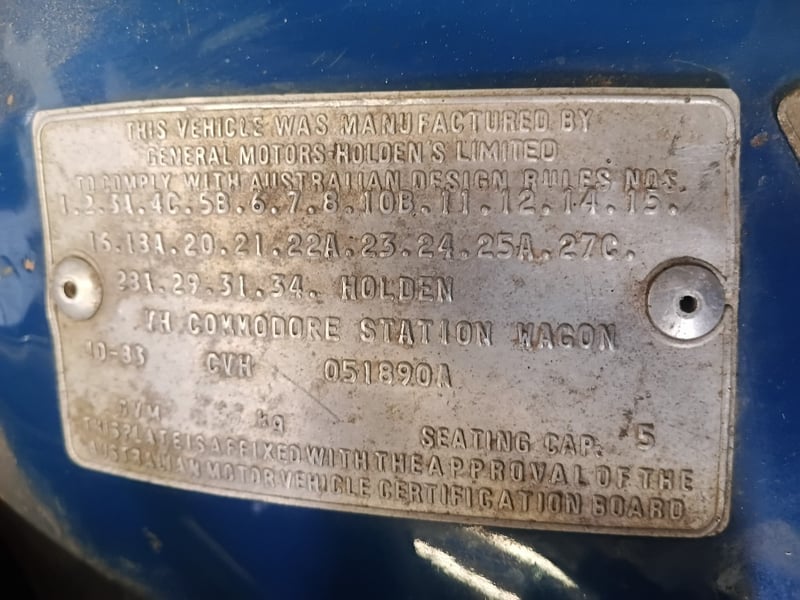 THIS VEHICLE WAS MANUFACTURED BY
GENERAL MOTORS-HOLDEN'S LIMITED
TO COMPLY WITH AUSTRALIAN DESIGN RULES NOS.
1.2.3A.4C.5B.6.7.8.10B.11.12.14.15.
16.18A.20.21.22A.23.24.25A.27C.
28A.29.31.34. HOLDEN
VH COMMODORE STATION WAGON
10-83 CVH 051890A
GVM kg SEATING CAP. 5
THIS PLATE IS AFFIXED WITH THE APPROVAL OF THE
AUSTRALIAN MOTOR VEHICLE CERTIFICATION BOARD